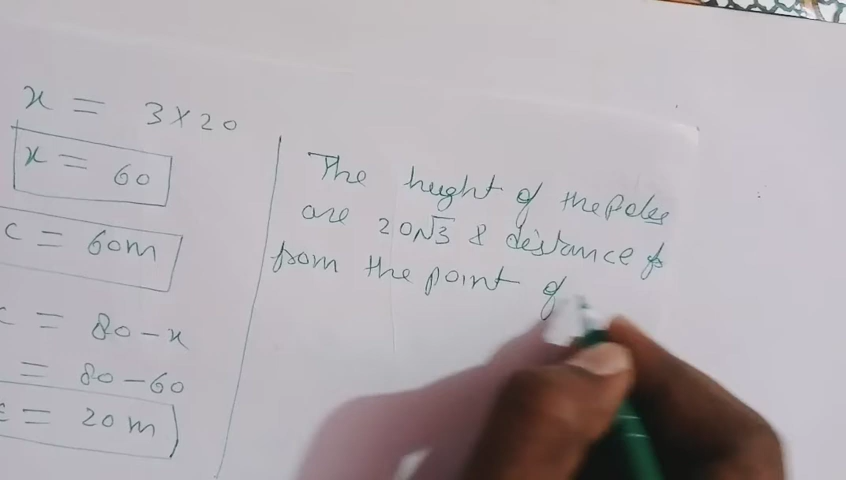 x = 3 × 20
x = 60
C = 60m
= 80 - x
= 80 - 60
= 20 m
The height of the poles
are 20√3 & distance
from the point of